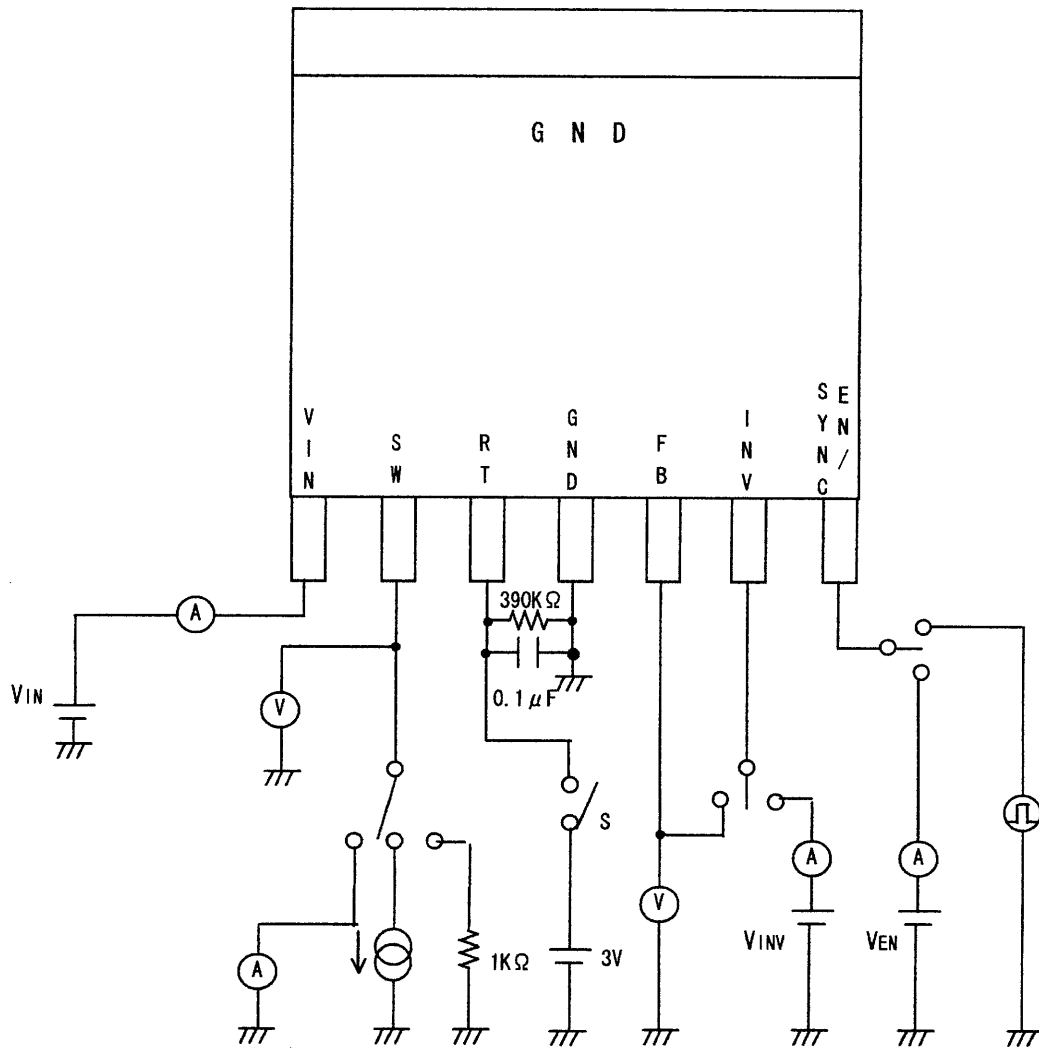 GND
VIN
SW
RT
GND
FB
INV
EN/
SYNC
390KΩ
0.1μF
A
VIN
V
S
A
A
V
VINV
VEN
A
1KΩ
3V